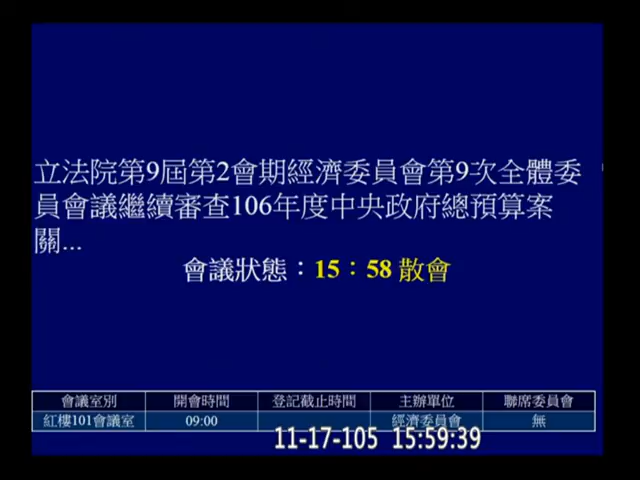 立法院第9屆第2會期經濟委員會第9次全體委
員會議繼續審查106年度中央政府總預算案
關...
會議狀態：15：58散會
會議室別 開會時間 登記截止時間 主辦單位 聯席委員會
紅樓101會議室 09:00 經濟委員會 無
11-17-105 15:59:39